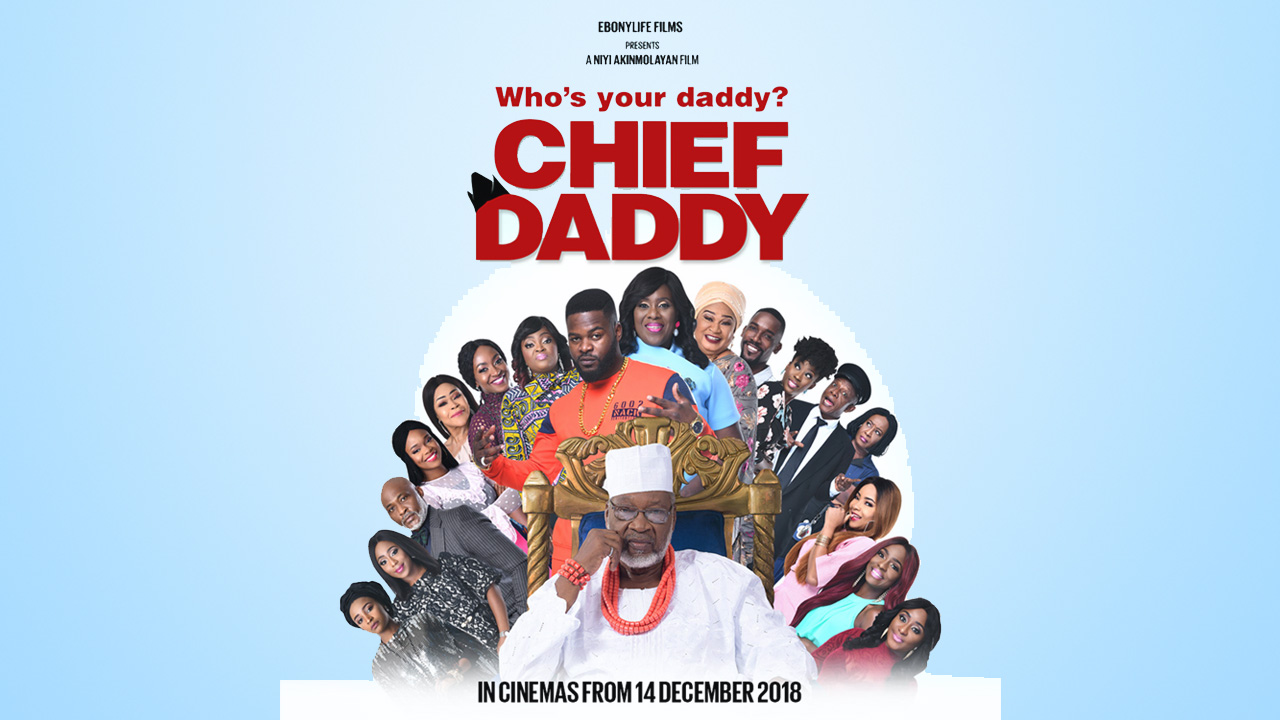 EBONYLIFE FILMS
PRESENTS
A NIYI AKINMOLAYAN FILM
Who's your daddy?
CHIEF
DADDY
IN CINEMAS FROM 14 DECEMBER 2018